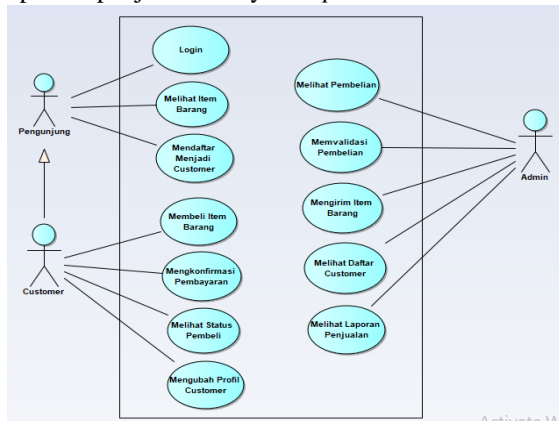 Login
Melihat Item
Barang
Pengunjung
Mendaftar
Menjadi
Customer
Membeli Item
Barang
Mengkonfirmasi
Pembayaran
Customer
Melihat Status
Pembeli
Mengubah Profil
Customer
Melihat Pembelian
Memvalidasi
Pembelian
Admin
Mengirim Item
Barang
Melihat Daftar
Customer
Melihat Laporan
Penjualan